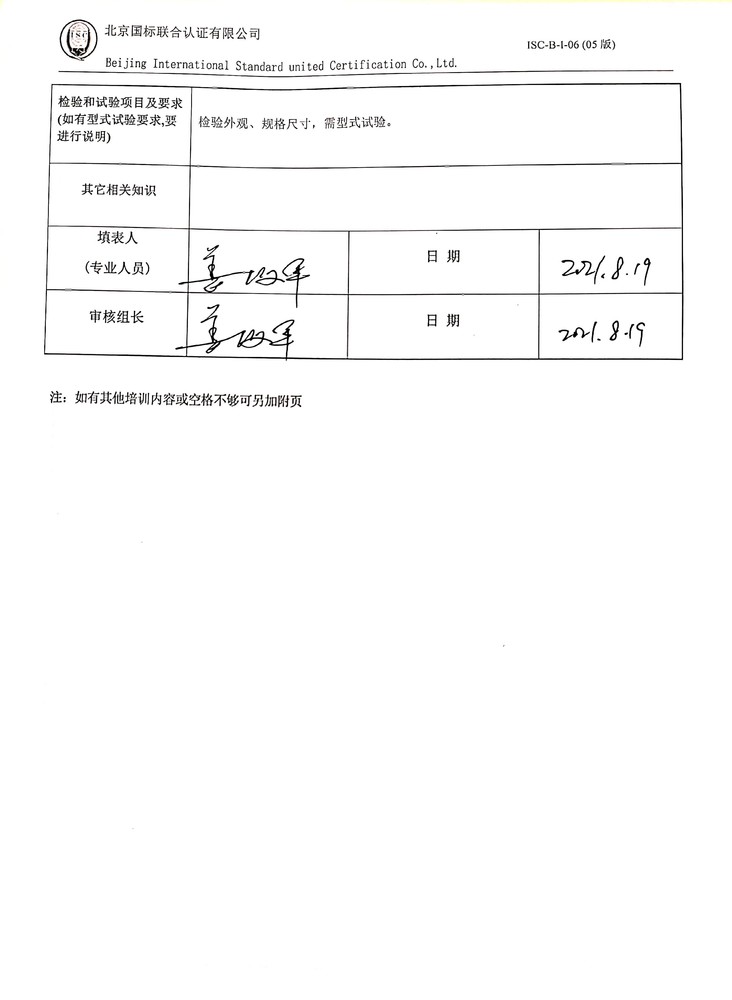 ISC
北京国标联合认证有限公司
ISC-B-I-06 (05 版)
Beijing International Standard united Certification Co.,Ltd.
检验和试验项目及要求
(如有型式试验要求,要
进行说明)
检验外观、规格尺寸，需型式试验。
其它相关知识
填表人
（专业人员）
日 期
2021.8.19
审核组长
日 期
2021.8.19
注：如有其他培训内容或空格不够可另加附页